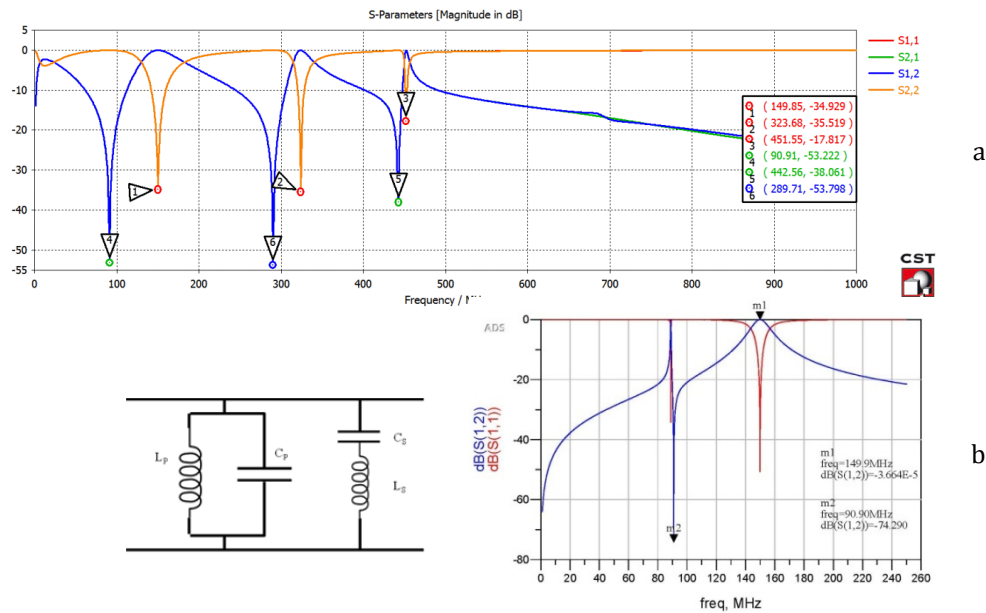 S-Parameters [Magnitude in dB]
5
0
-10
-20
-30
-40
-50
-55
0
100
200
300
400
500
600
700
800
900
1000
S1,1
S2,1
S1,2
S2,2
1
2
3
4
5
6
1 ( 149.85, -34.929)
2 ( 323.68, -35.519)
3 ( 451.55, -17.817)
4 ( 90.91, -53.222)
5 ( 442.56, -38.061)
6 ( 289.71, -53.798)
a
CST
ADS
m1
0
-20
-40
-60
-80
dB(S(1,2))
dB(S(1,1))
m1
freq=149.9MHz
dB(S(1,2))=-3.664E-5
m2
freq=90.90MHz
dB(S(1,2))=-74.290
m2
0 20 40 60 80 100 120 140 160 180 200 220 240 260
freq, MHz
LP
CP
CS
LS
b